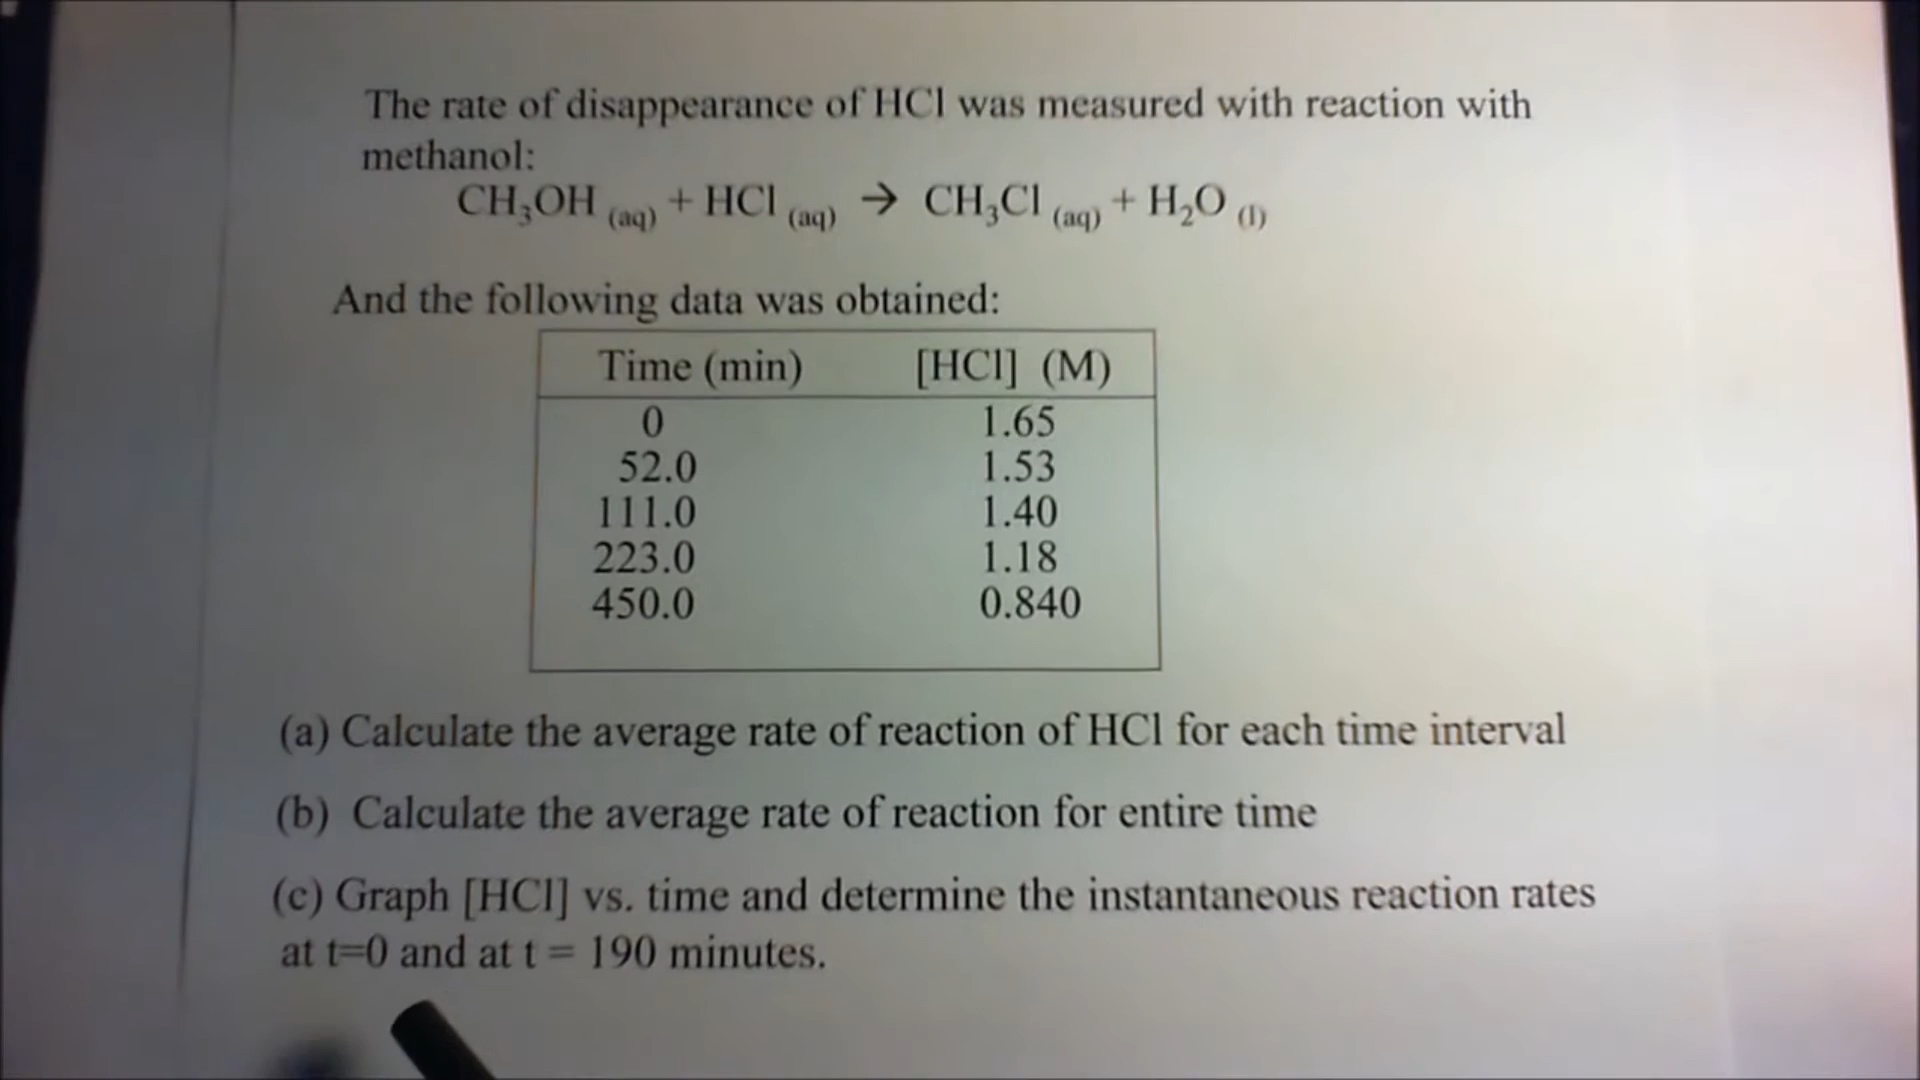 The rate of disappearance of HCl was measured with reaction with
methanol:
CH₃OH (aq) + HCl (aq) → CH₃Cl (aq) + H₂O (l)
And the following data was obtained:
Time (min) [HCl] (M)
0 1.65
52.0 1.53
111.0 1.40
223.0 1.18
450.0 0.840
(a) Calculate the average rate of reaction of HCl for each time interval
(b) Calculate the average rate of reaction for entire time
(c) Graph [HCl] vs. time and determine the instantaneous reaction rates
at t=0 and at t = 190 minutes.